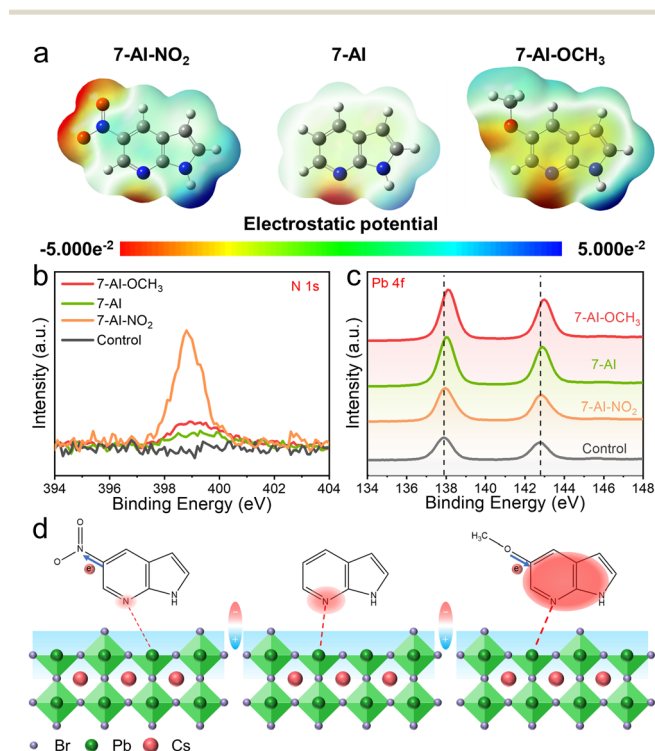 a
7-AI-NO₂ 7-AI 7-AI-OCH₃
Electrostatic potential
-5.000e⁻² 5.000e⁻²
b
7-AI-OCH₃
7-AI
7-AI-NO₂
Control
N 1s
Intensity (a.u.)
394 396 398 400 402 404
Binding Energy (eV)
c
Pb 4f
7-AI-OCH₃
7-AI
7-AI-NO₂
Control
Intensity (a.u.)
134 136 138 140 142 144 146 148
Binding Energy (eV)
d
O
N
O
e⁻
N
NH
N
NH
H₃C
O
e⁻
N
NH
−
+
−
+
Br Pb Cs